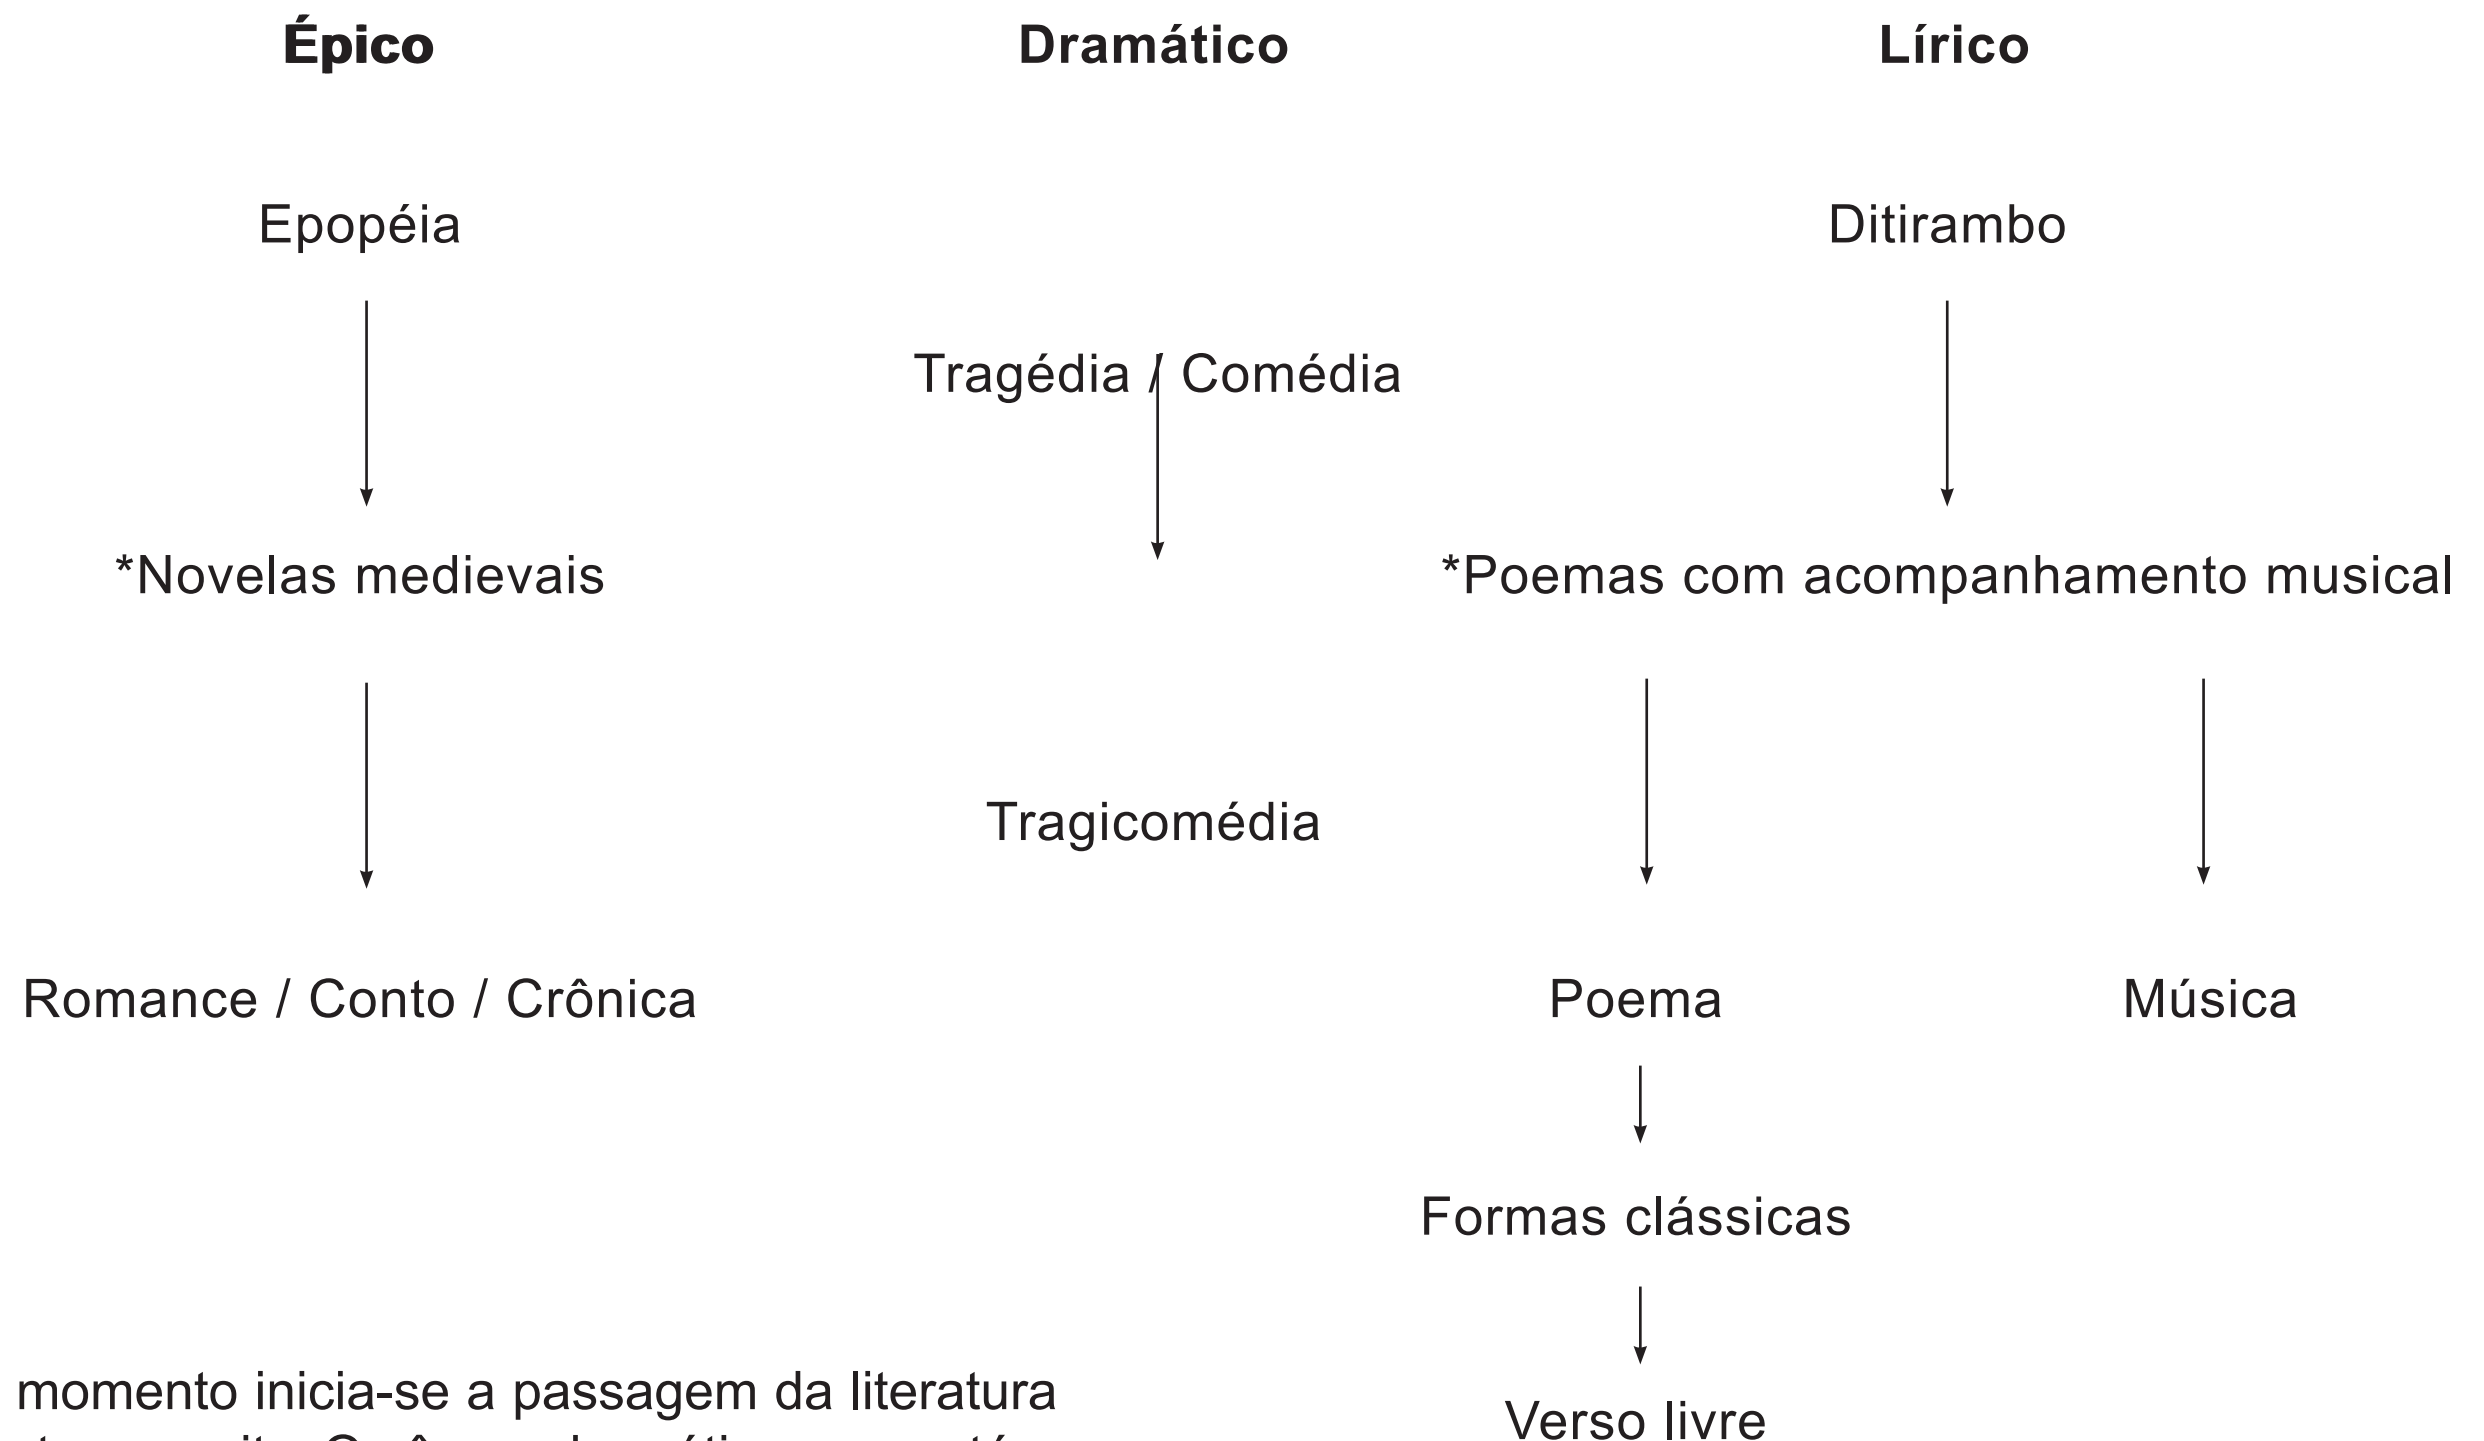 Épico Dramático Lírico
Epopéia Ditirambo
Tragédia / Comédia
*Novelas medievais *Poemas com acompanhamento musical
Tragicomédia
Romance / Conto / Crônica Poema Música
Formas clássicas
momento inicia-se a passagem da literatura
Verso livre